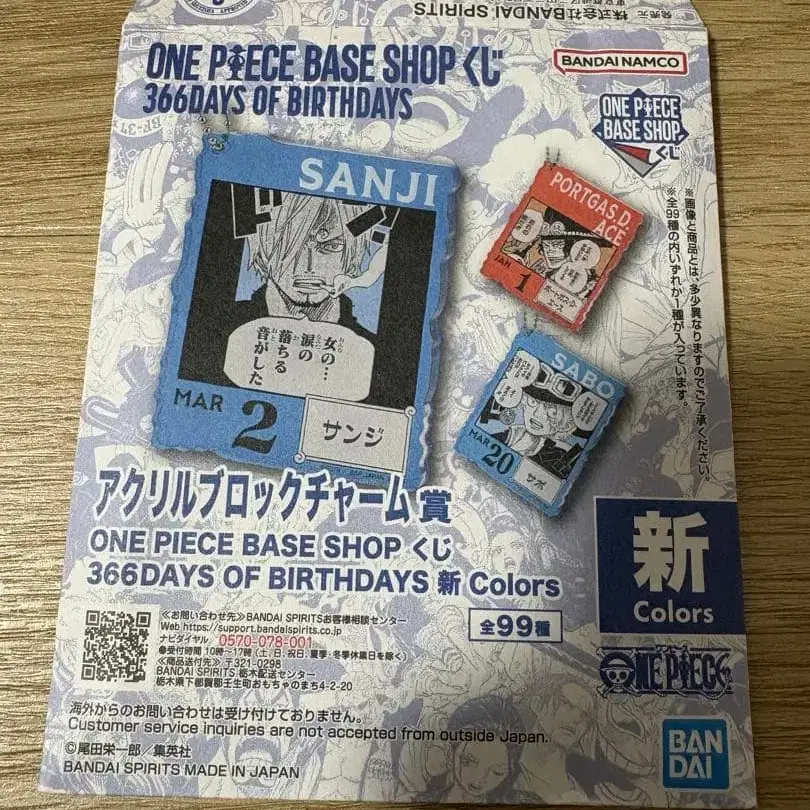 発売元 株式会社BANDAI SPIRITS
ONE PIECE BASE SHOP くじ
366DAYS OF BIRTHDAYS
BANDAI NAMCO
ONE PIECE
BASE SHOP
くじ
SANJI
女の…
涙の
落ちる
音がした
MAR 2
サンジ
PORTGAS.D
ACE
JAN 1
SABO
MAR 20
サボ
※画像と商品とは、多少異なりますのでご了承ください。
※全99種の内いずれか1種が入っています。
アクリルブロックチャーム賞
ONE PIECE BASE SHOP くじ
366DAYS OF BIRTHDAYS 新 Colors
全99種
新
Colors
≪お問い合わせ先≫BANDAI SPIRITSお客様相談センター
Web https://support.bandaispirits.co.jp
ナビダイヤル 0570-078-001
●受付時間 10時~17時(土、日、祝日、夏季・冬季休業日を除く)
≪商品送付先≫ 〒321-0298
BANDAI SPIRITS 栃木配送センター
栃木県下都賀郡壬生町おもちゃのまち4-2-20
海外からのお問い合わせは受け付けておりません。
Customer service inquiries are not accepted from outside Japan.
©尾田栄一郎/集英社
BANDAI SPIRITS MADE IN JAPAN
ONE PIECE
BAN
DAI